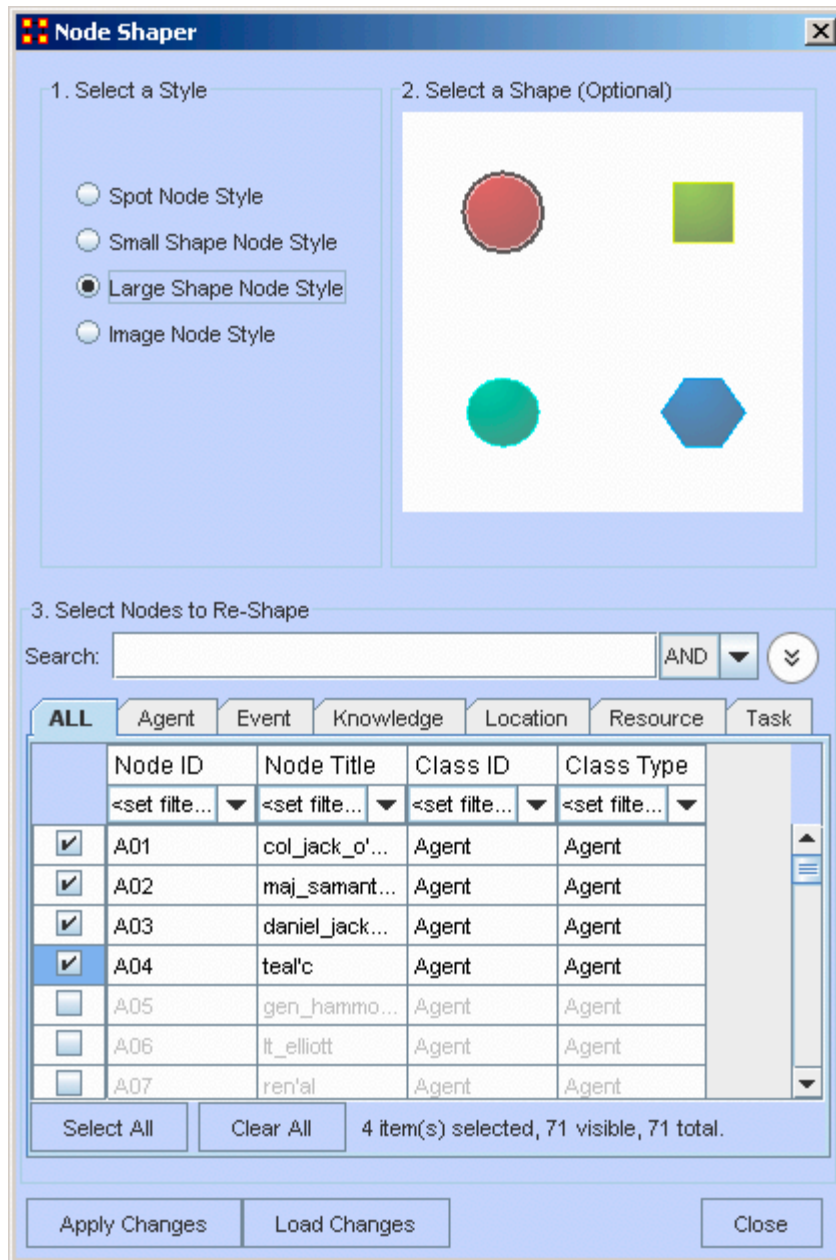 Node Shaper
1. Select a Style
2. Select a Shape (Optional)
Spot Node Style
Small Shape Node Style
Large Shape Node Style
Image Node Style
3. Select Nodes to Re-Shape
Search: AND
ALL Agent Event Knowledge Location Resource Task
Node ID Node Title Class ID Class Type
<set filte... <set filte... <set filte... <set filte...
A01 col_jack_o'... Agent Agent
A02 maj_samant... Agent Agent
A03 daniel_jack... Agent Agent
A04 teal'c Agent Agent
A05 gen_hammo... Agent Agent
A06 lt_elliott Agent Agent
A07 ren'al Agent Agent
Select All Clear All 4 item(s) selected, 71 visible, 71 total.
Apply Changes Load Changes Close